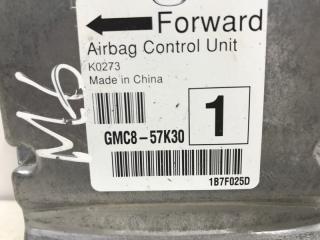 Forward
Airbag Control Unit
K0273
Made in China
GMC8-57K30
1
1B7F025D